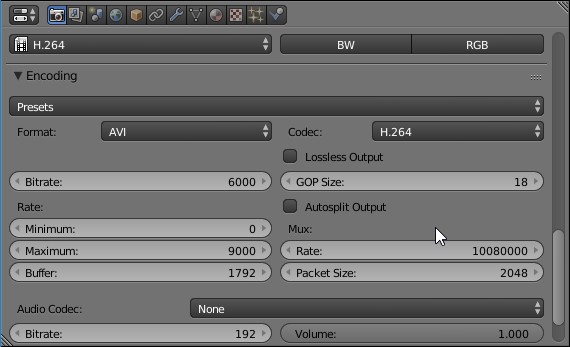 H.264 BW RGB
Encoding
Presets
Format: AVI Codec: H.264
Lossless Output
Bitrate: 6000 GOP Size: 18
Rate: Autosplit Output
Minimum: 0 Mux:
Maximum: 9000 Rate: 10080000
Buffer: 1792 Packet Size: 2048
Audio Codec: None
Bitrate: 192 Volume: 1.000